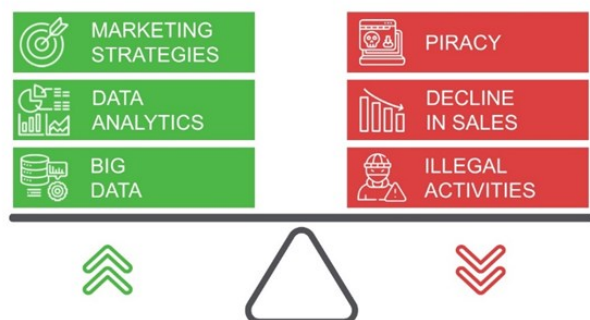 MARKETING
STRATEGIES
DATA
ANALYTICS
BIG
DATA
PIRACY
DECLINE
IN SALES
ILLEGAL
ACTIVITIES